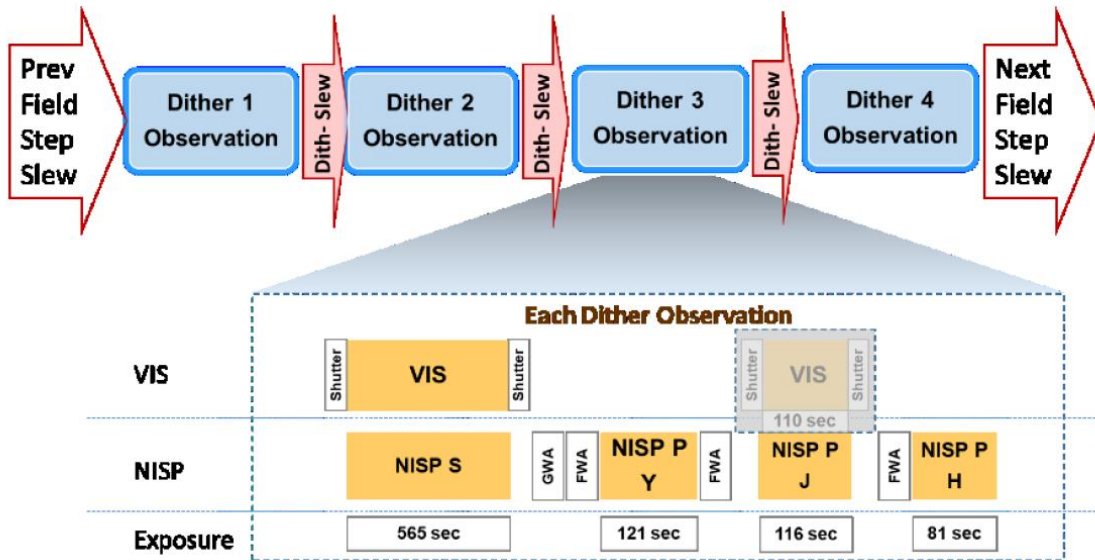 Prev
Field
Step
Slew
Dither 1
Observation
Dith- Slew
Dither 2
Observation
Dith- Slew
Dither 3
Observation
Dith- Slew
Dither 4
Observation
Next
Field
Step
Slew
Each Dither Observation
VIS
Shutter
VIS
Shutter
Shutter
VIS
Shutter
110 sec
NISP
NISP S
GWA
FWA
NISP P
Y
FWA
NISP P
J
FWA
NISP P
H
Exposure
565 sec
121 sec
116 sec
81 sec